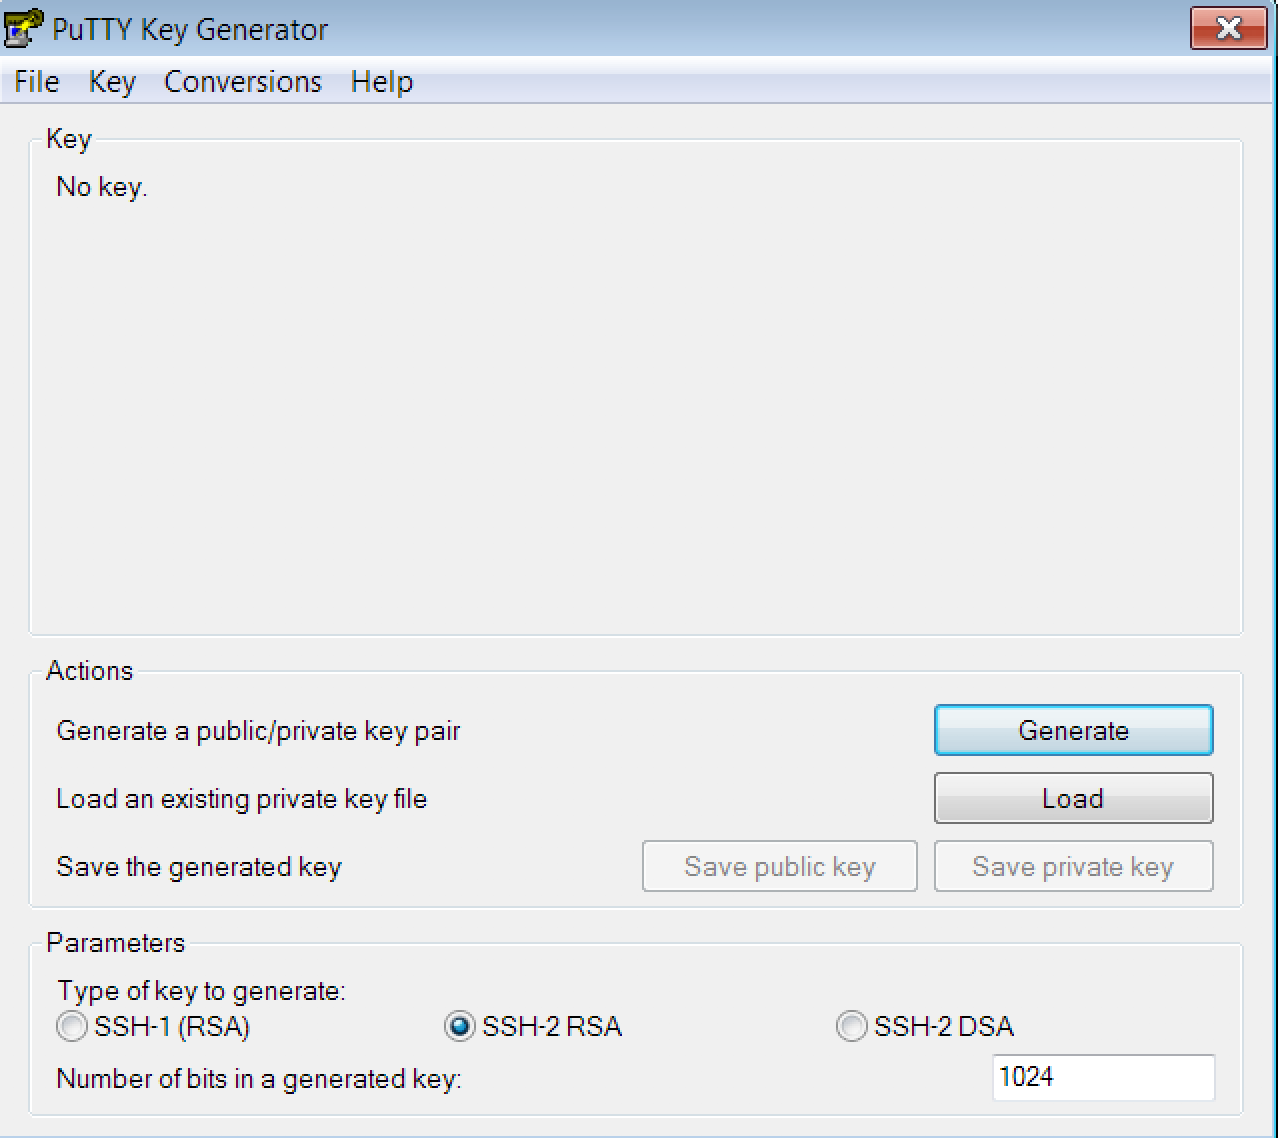 PuTTY Key Generator
File Key Conversions Help
Key
No key.
Actions
Generate a public/private key pair Generate
Load an existing private key file Load
Save the generated key Save public key Save private key
Parameters
Type of key to generate:
SSH-1 (RSA) SSH-2 RSA SSH-2 DSA
Number of bits in a generated key: 1024